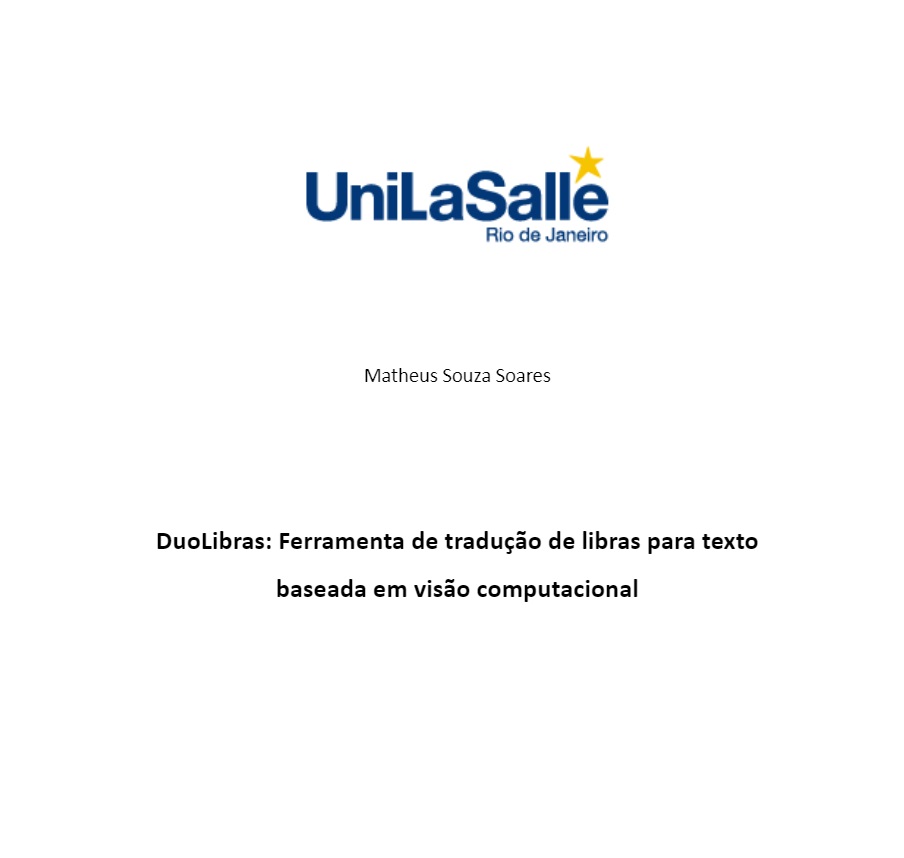 UniLaSalle
Rio de Janeiro
Matheus Souza Soares
DuoLibras: Ferramenta de tradução de libras para texto
baseada em visão computacional